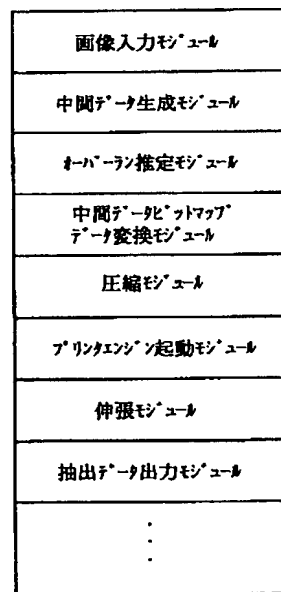 画像入力ﾓｼﾞｭｰﾙ
中間ﾃﾞｰﾀ生成ﾓｼﾞｭｰﾙ
ｵｰﾊﾞｰﾗﾝ推定ﾓｼﾞｭｰﾙ
中間ﾃﾞｰﾀﾋﾞｯﾄﾏｯﾌﾟ
ﾃﾞｰﾀ変換ﾓｼﾞｭｰﾙ
圧縮ﾓｼﾞｭｰﾙ
ﾌﾟﾘﾝﾀｴﾝｼﾞﾝ起動ﾓｼﾞｭｰﾙ
伸張ﾓｼﾞｭｰﾙ
抽出ﾃﾞｰﾀ出力ﾓｼﾞｭｰﾙ